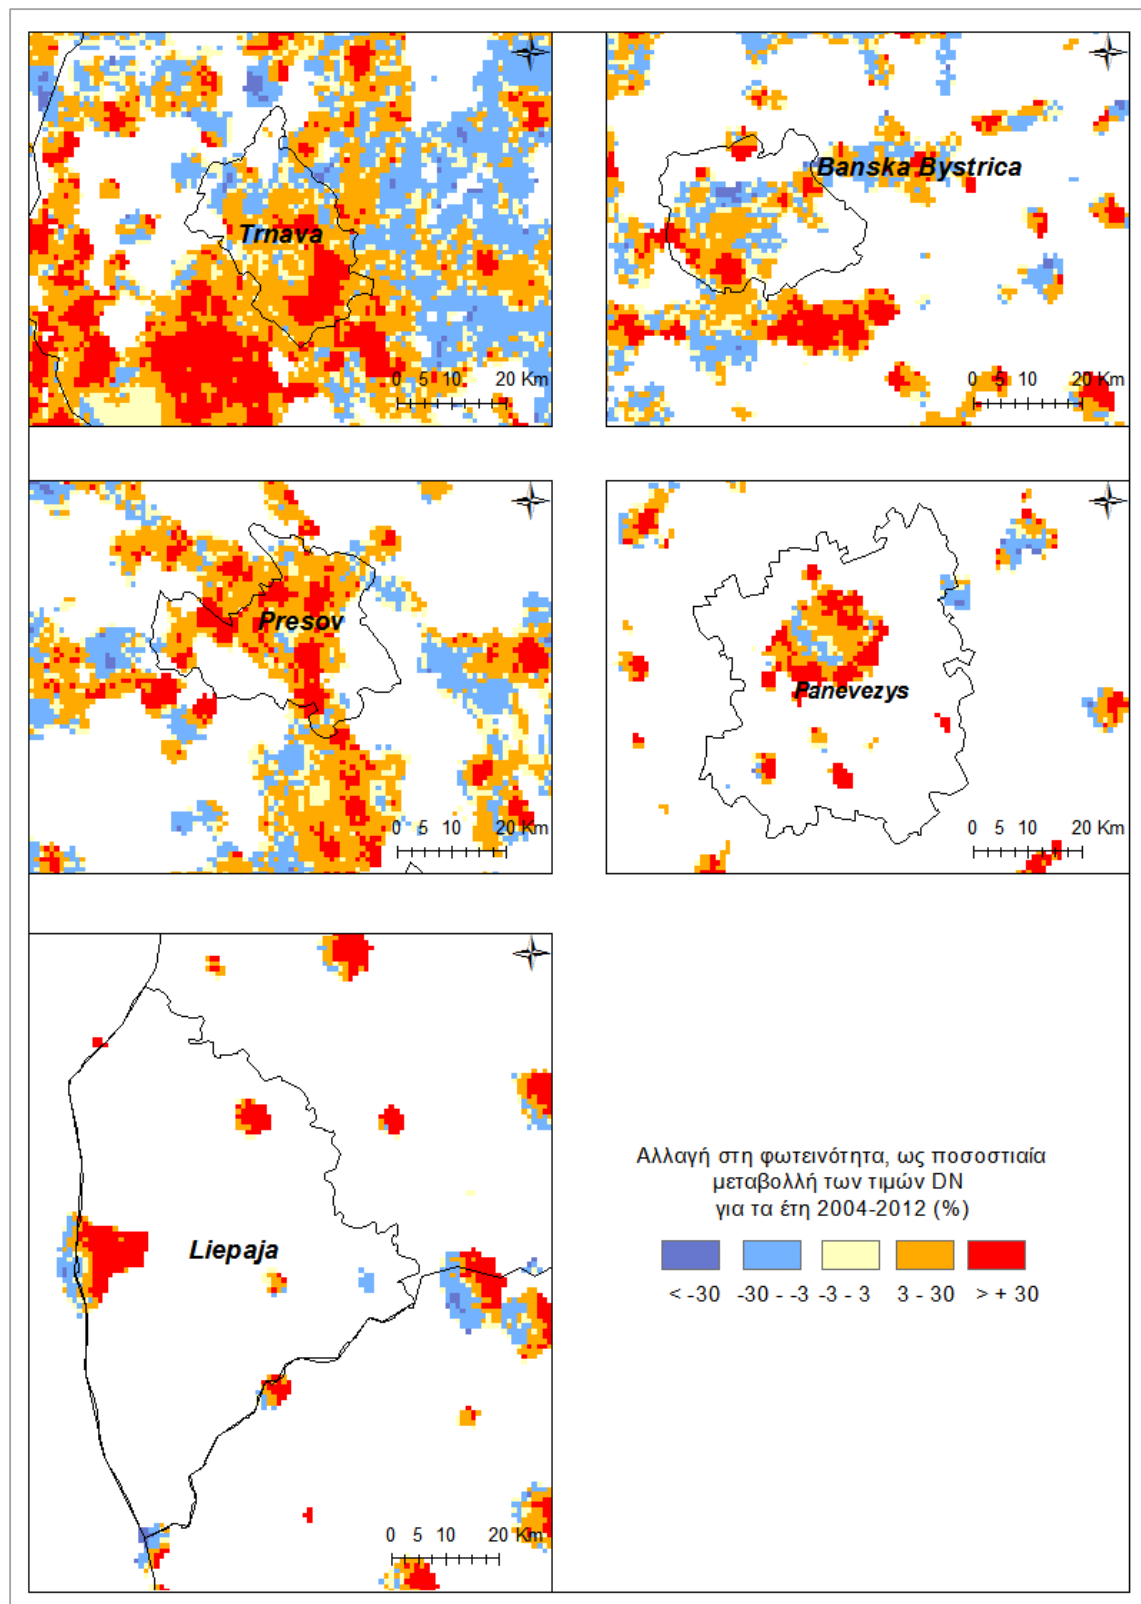 Trnava
0 5 10 20 Km
Banska Bystrica
0 5 10 20 Km
Presov
0 5 10 20 Km
Panevezys
0 5 10 20 Km
Liepaja
0 5 10 20 Km
Αλλαγή στη φωτεινότητα, ως ποσοστιαία
μεταβολλή των τιμών DN
για τα έτη 2004-2012 (%)
< -30 -30 - -3 -3 - 3 3 - 30 > + 30